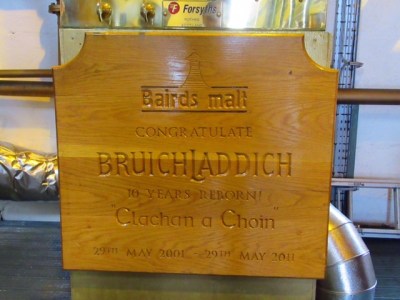 Forsyths
Bairds malt
CONGRATULATE
BRUICHLADDICH
10 YEARS REBORN!
Clachan a Choin
29TH MAY 2001 - 29TH MAY 2011